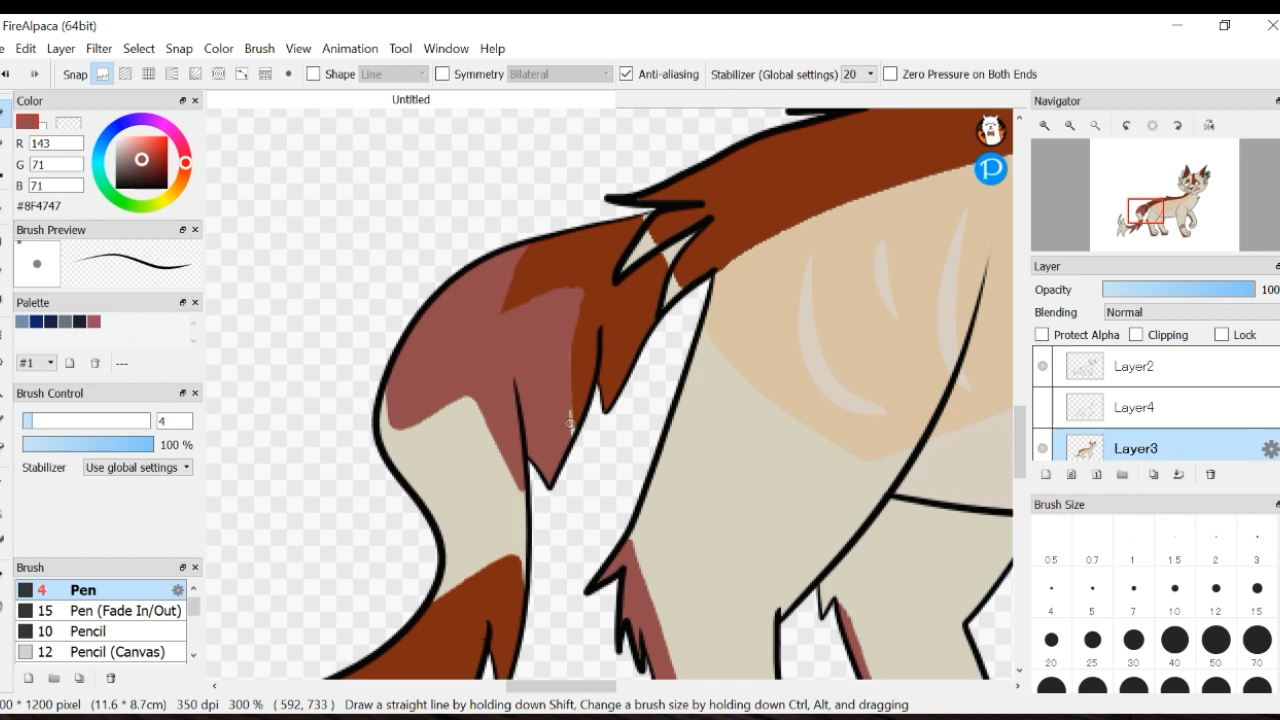 FireAlpaca (64bit)
e Edit Layer Filter Select Snap Color Brush View Animation Tool Window Help
Snap Shape Line Symmetry Bilateral Anti-aliasing Stabilizer (Global settings) 20 Zero Pressure on Both Ends
Color
Untitled
Navigator
R 143
G 71
B 71
#8F4747
Brush Preview
Layer
Opacity 100
Palette
Blending Normal
Protect Alpha Clipping Lock
#1 ---
Layer2
Brush Control
Layer4
4
100 %
Layer3
Stabilizer Use global settings
Brush Size
0.5 0.7 1 1.5 2 3
Brush
4 Pen
15 Pen (Fade In/Out)
4 5 7 10 12 15
10 Pencil
12 Pencil (Canvas)
20 25 30 40 50 70
00 * 1200 pixel (11.6 * 8.7cm) 350 dpi 300 % ( 592, 733 ) Draw a straight line by holding down Shift, Change a brush size by holding down Ctrl, Alt, and dragging